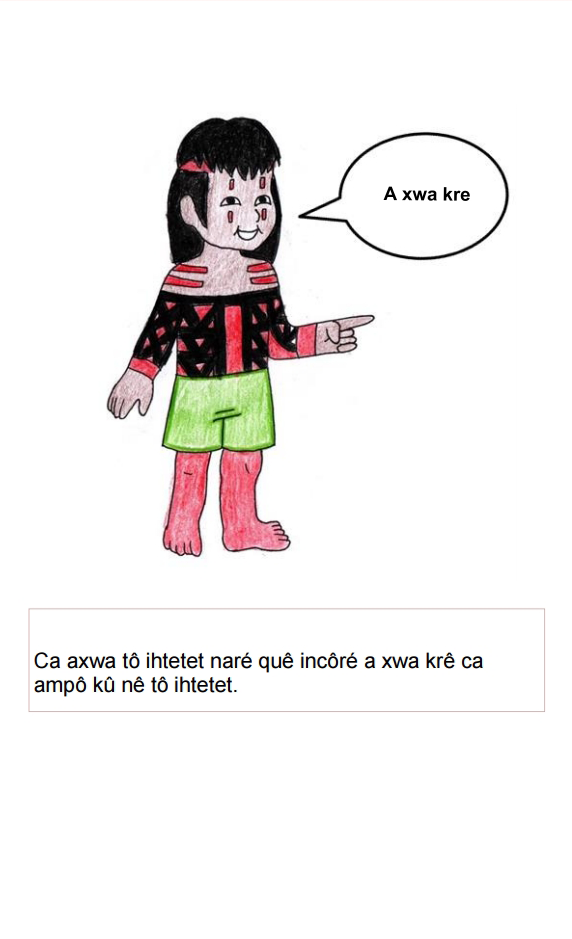 A xwa kre
Ca axwa tô ihtetet naré quê incôré a xwa krê ca
ampô kû nê tô ihtetet.